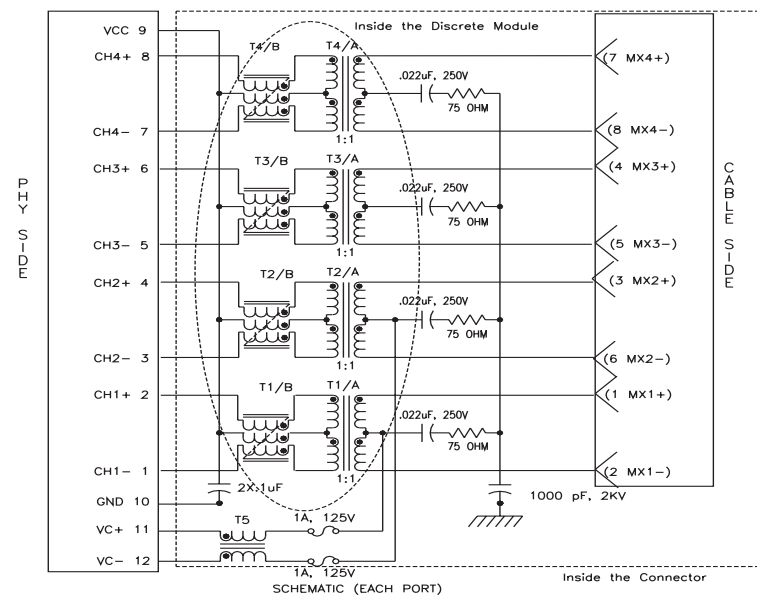 Inside the Discrete Module
VCC 9
CH4+ 8
T4/B
T4/A
.022uF, 250V
75 OHM
(7 MX4+)
CH4- 7
1:1
(8 MX4-)
CH3+ 6
T3/B
T3/A
.022uF, 250V
75 OHM
(4 MX3+)
CH3- 5
1:1
(5 MX3-)
PHY SIDE
CABLE SIDE
CH2+ 4
T2/B
T2/A
.022uF, 250V
75 OHM
(3 MX2+)
CH2- 3
1:1
(6 MX2-)
CH1+ 2
T1/B
T1/A
.022uF, 250V
75 OHM
(1 MX1+)
CH1- 1
1:1
(2 MX1-)
2X.1uF
1000 pF, 2KV
GND 10
VC+ 11
T5
1A, 125V
VC- 12
1A, 125V
Inside the Connector
SCHEMATIC (EACH PORT)